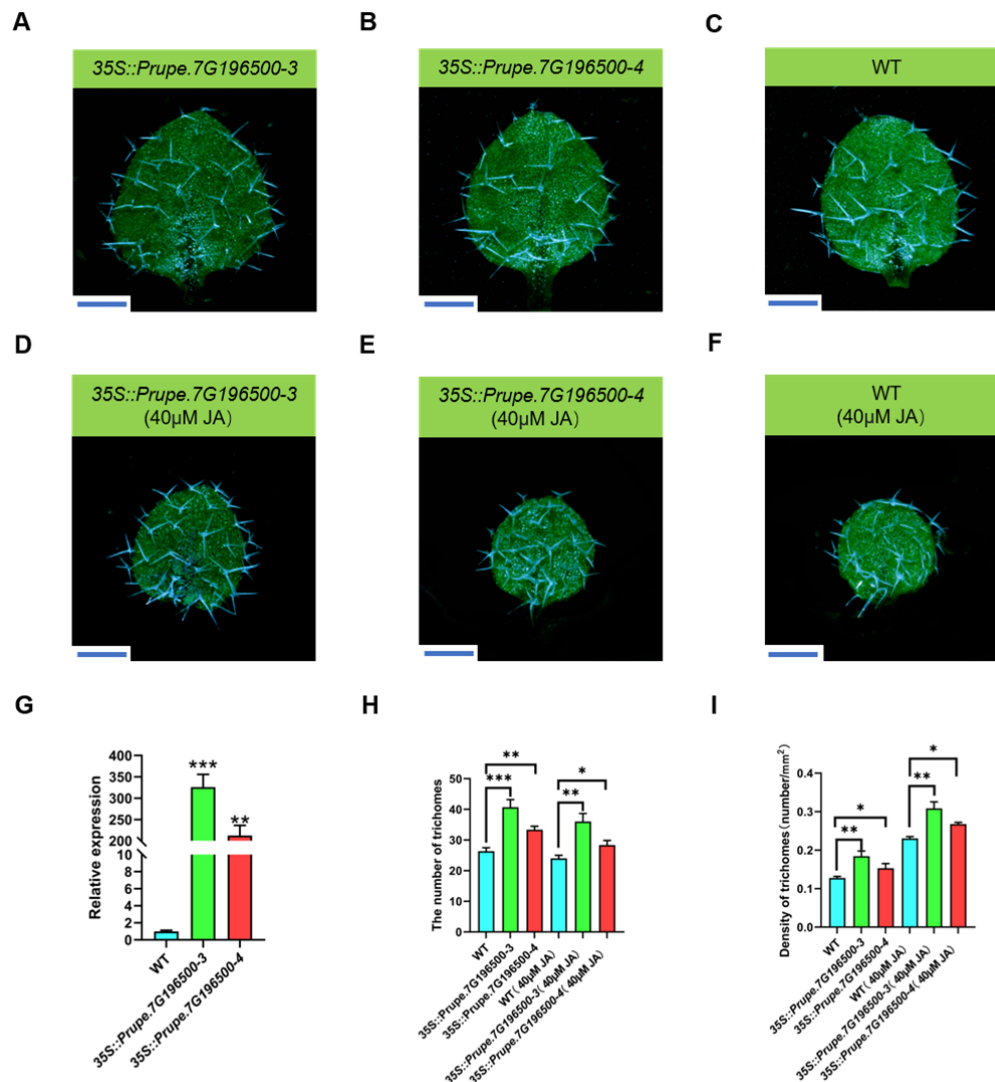 A
B
C
35S::Prupe.7G196500-3
35S::Prupe.7G196500-4
WT
D
E
F
35S::Prupe.7G196500-3
(40μM JA)
35S::Prupe.7G196500-4
(40μM JA)
WT
(40μM JA)
G
H
I
Relative expression
400
350
300
250
200
10
8
6
4
2
0
***
**
WT
35S::Prupe.7G196500-3
35S::Prupe.7G196500-4
The number of trichomes
50
40
30
20
10
0
**
***
*
**
WT
35S::Prupe.7G196500-3
35S::Prupe.7G196500-4
WT(40μM JA)
35S::Prupe.7G196500-3(40μM JA)
35S::Prupe.7G196500-4(40μM JA)
Density of trichomes(number/mm²)
0.4
0.3
0.2
0.1
0.0
*
**
*
**
WT
35S::Prupe.7G196500-3
35S::Prupe.7G196500-4
WT(40μM JA)
35S::Prupe.7G196500-3(40μM JA)
35S::Prupe.7G196500-4(40μM JA)